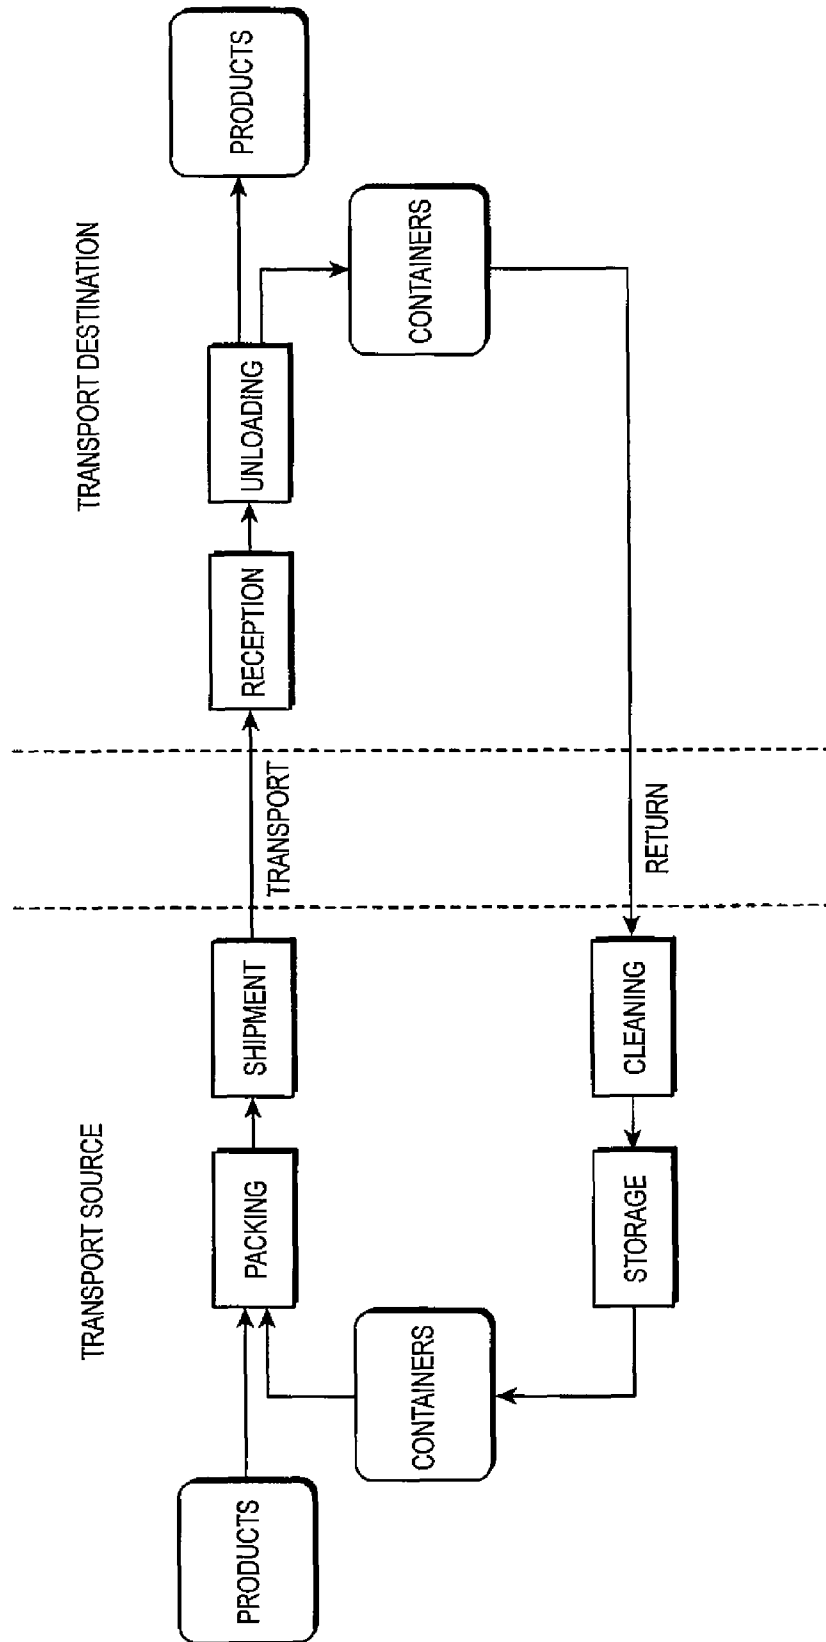 TRANSPORT SOURCE
TRANSPORT DESTINATION
PRODUCTS
PACKING
SHIPMENT
TRANSPORT
RECEPTION
UNLOADING
PRODUCTS
CONTAINERS
CONTAINERS
STORAGE
CLEANING
RETURN